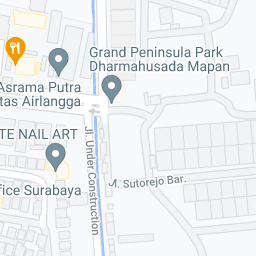 Grand Peninsula Park
Dharmahusada Mapan
Asrama Putra
tas Airlangga
TE NAIL ART
fice Surabaya
Jl. Under Construction
Jl. Sutorejo Bar.